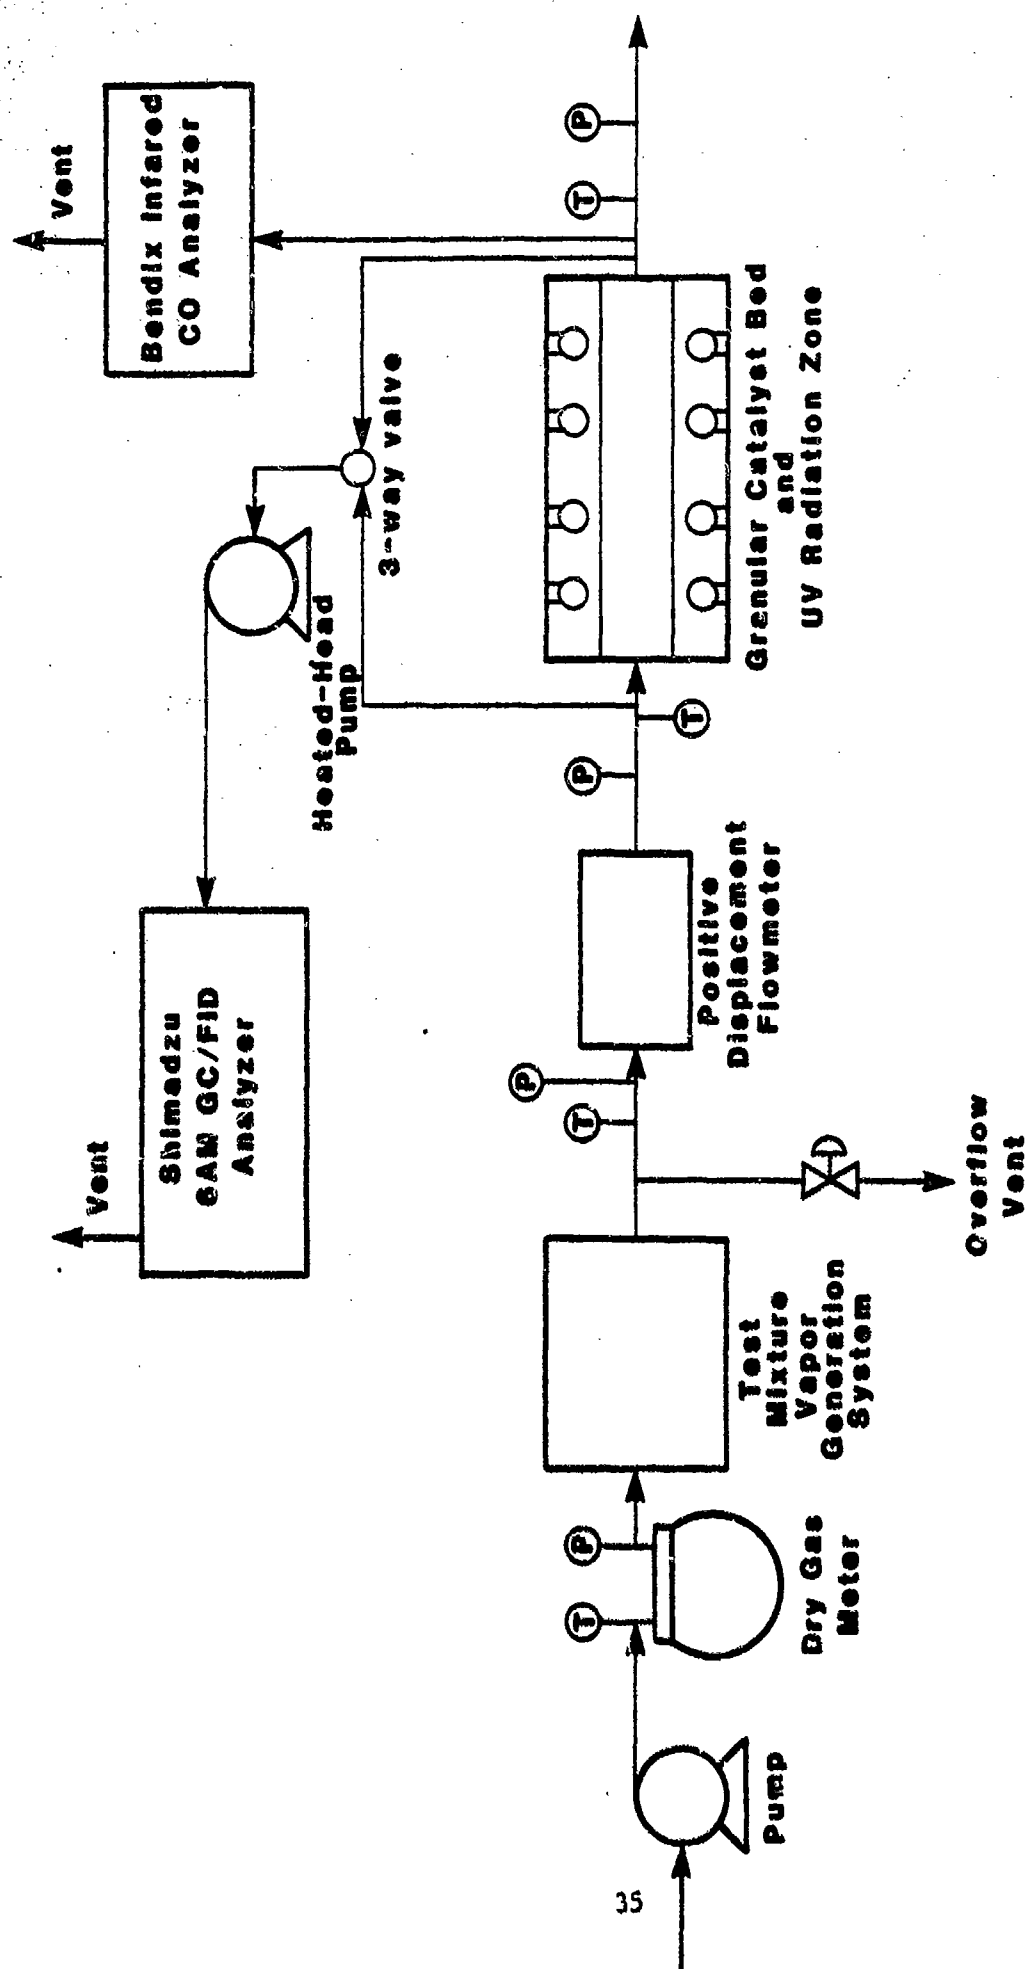 Vent
Bendix Infared
CO Analyzer
P
T
3-way valve
Heated-Head
Pump
Vent
Shimadzu
6AM GC/FID
Analyzer
Grenular Catalyst Bed
and
UV Radiation Zone
T
P
Positive
Displacement
Flowmeter
P
T
Overflow
Vent
Test
Mixture
Vapor
Generation
System
P
T
Dry Gas
Meter
Pump
35